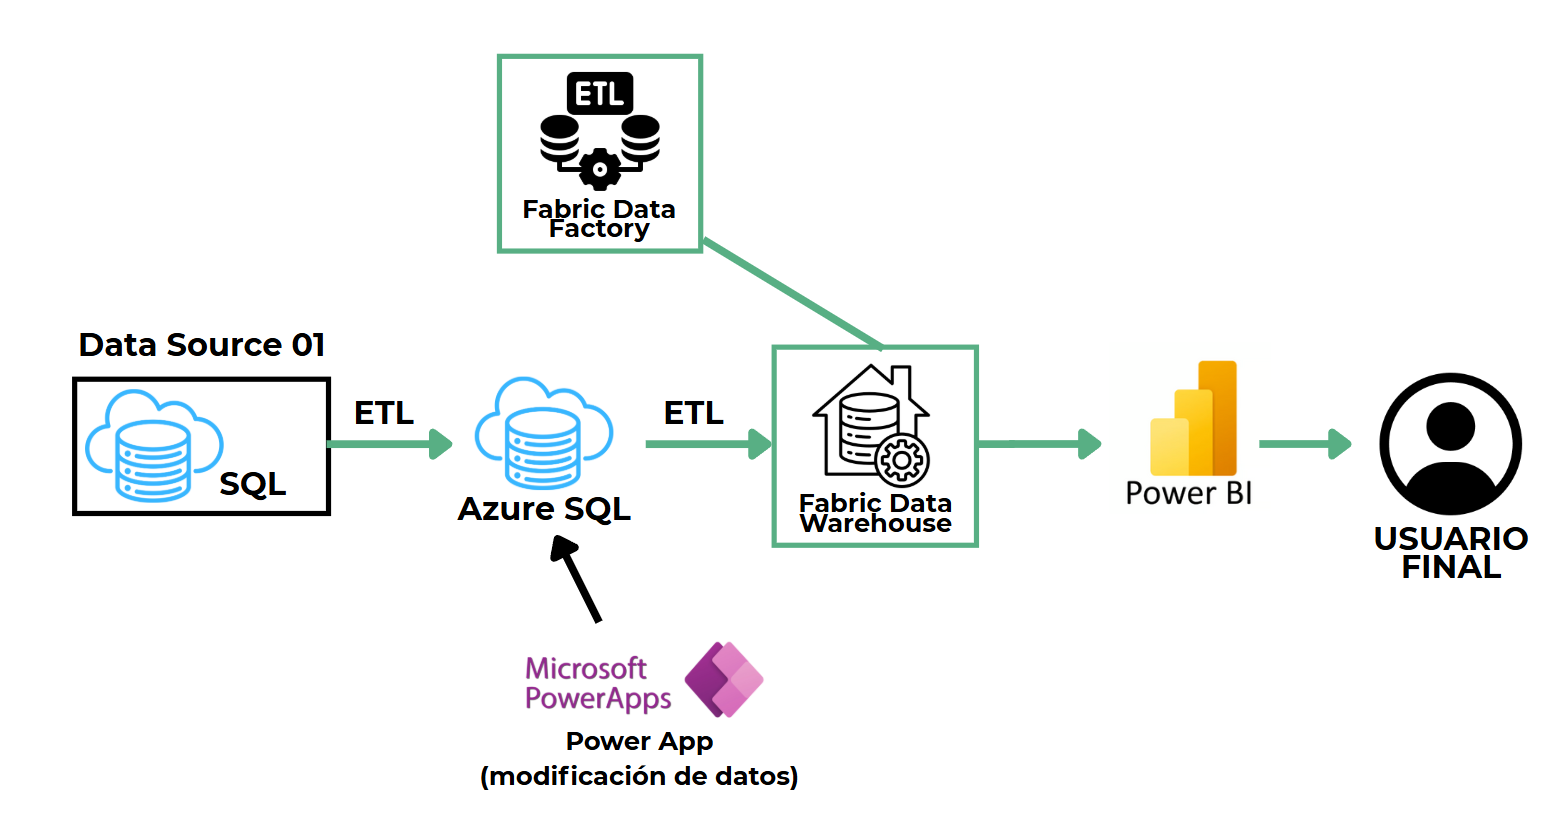 ETL
Fabric Data
Factory
Data Source 01
SQL
ETL
Azure SQL
ETL
Fabric Data
Warehouse
Power BI
USUARIO
FINAL
Microsoft
PowerApps
Power App
(modificación de datos)